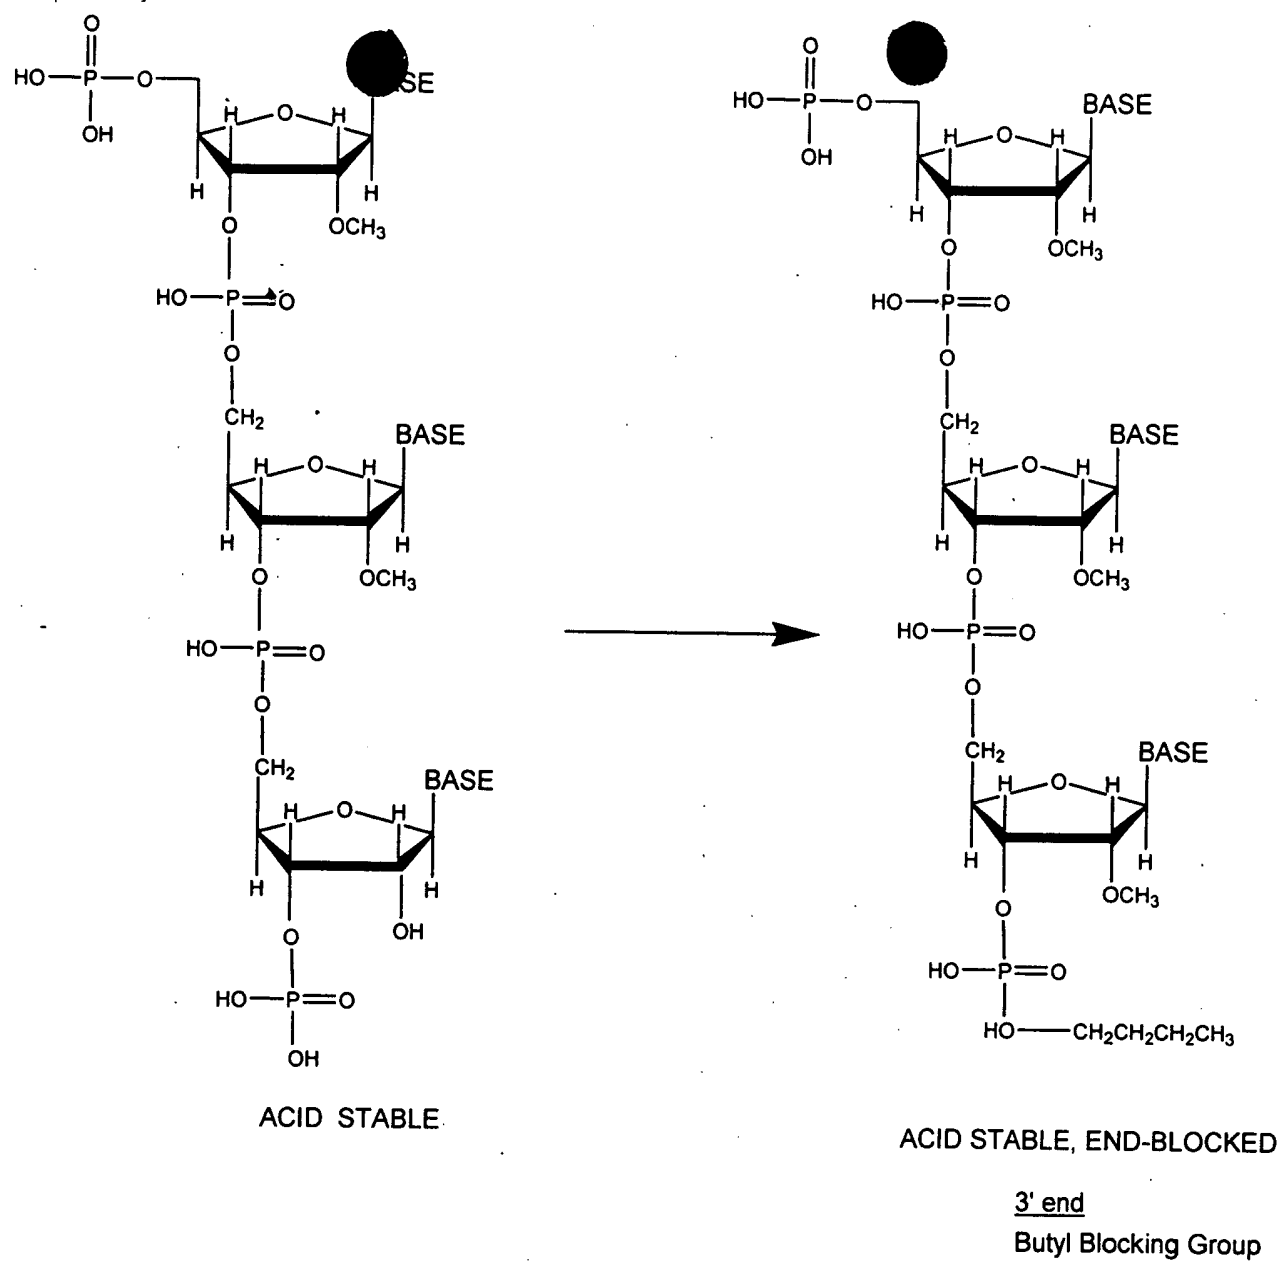 O
HO P O
OH
H O H
H H
O OCH3
HO P O
O
CH2
BASE
H O H
H H
O OCH3
HO P O
O
CH2
BASE
H O H
H H
O OH
HO P O
OH
ACID STABLE
O
HO P O
OH
BASE
H O H
H H
O OCH3
HO P O
O
CH2
BASE
H O H
H H
O OCH3
HO P O
O
CH2
BASE
H O H
H H
O OCH3
HO P O
HO CH2CH2CH2CH3
ACID STABLE, END-BLOCKED
3' end
Butyl Blocking Group